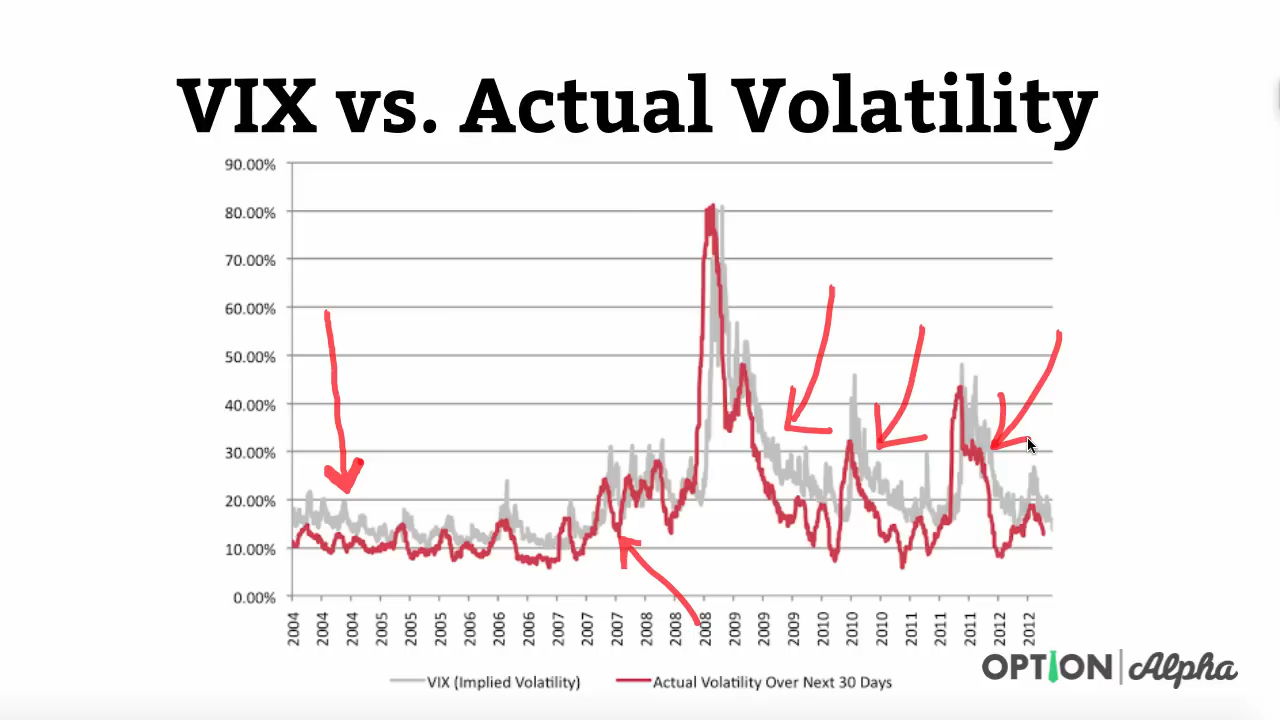 VIX vs. Actual Volatility
90.00%
80.00%
70.00%
60.00%
50.00%
40.00%
30.00%
20.00%
10.00%
0.00%
2004 2004 2004 2005 2005 2005 2006 2006 2006 2007 2007 2007 2008 2008 2008 2009 2009 2009 2010 2010 2010 2011 2011 2011 2012 2012
VIX (Implied Volatility) Actual Volatility Over Next 30 Days
OPTION Alpha